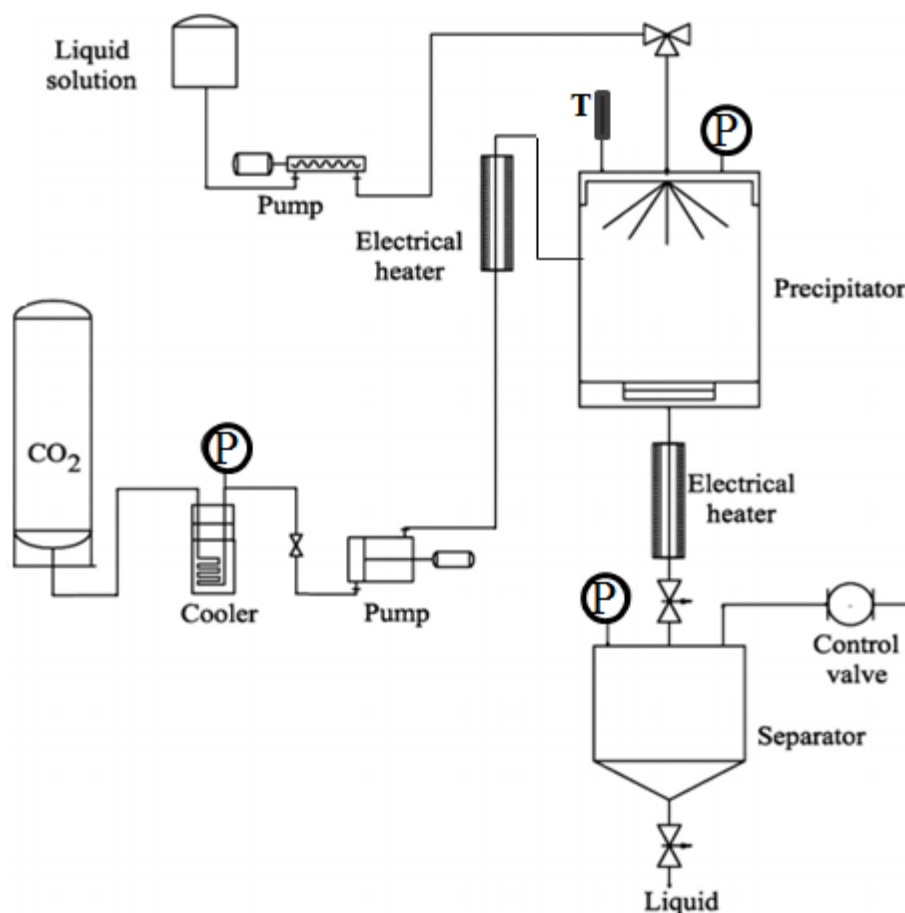 Liquid
solution
T
P
Pump
Electrical
heater
Precipitator
P
CO2
Electrical
heater
P
Cooler
Pump
Control
valve
Separator
Liquid